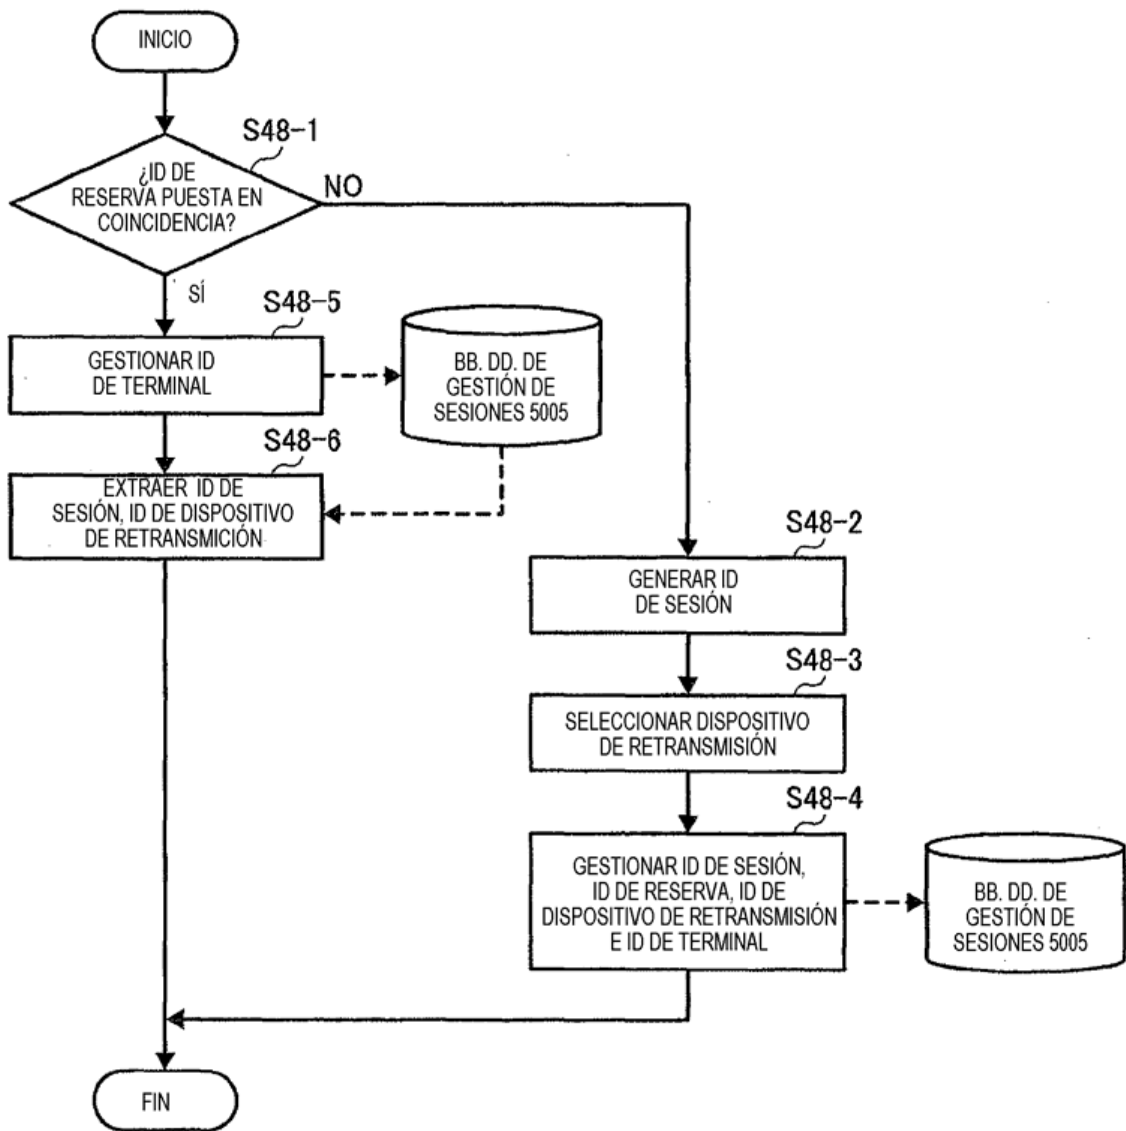 INICIO
S48-1
¿ID DE
RESERVA PUESTA EN
COINCIDENCIA?
NO
SÍ
S48-5
GESTIONAR ID
DE TERMINAL
BB. DD. DE
GESTIÓN DE
SESIONES 5005
S48-6
EXTRAER ID DE
SESIÓN, ID DE DISPOSITIVO
DE RETRANSMICIÓN
S48-2
GENERAR ID
DE SESIÓN
S48-3
SELECCIONAR DISPOSITIVO
DE RETRANSMISIÓN
S48-4
GESTIONAR ID DE SESIÓN,
ID DE RESERVA, ID DE
DISPOSITIVO DE RETRANSMISIÓN
E ID DE TERMINAL
BB. DD. DE
GESTIÓN DE
SESIONES 5005
FIN